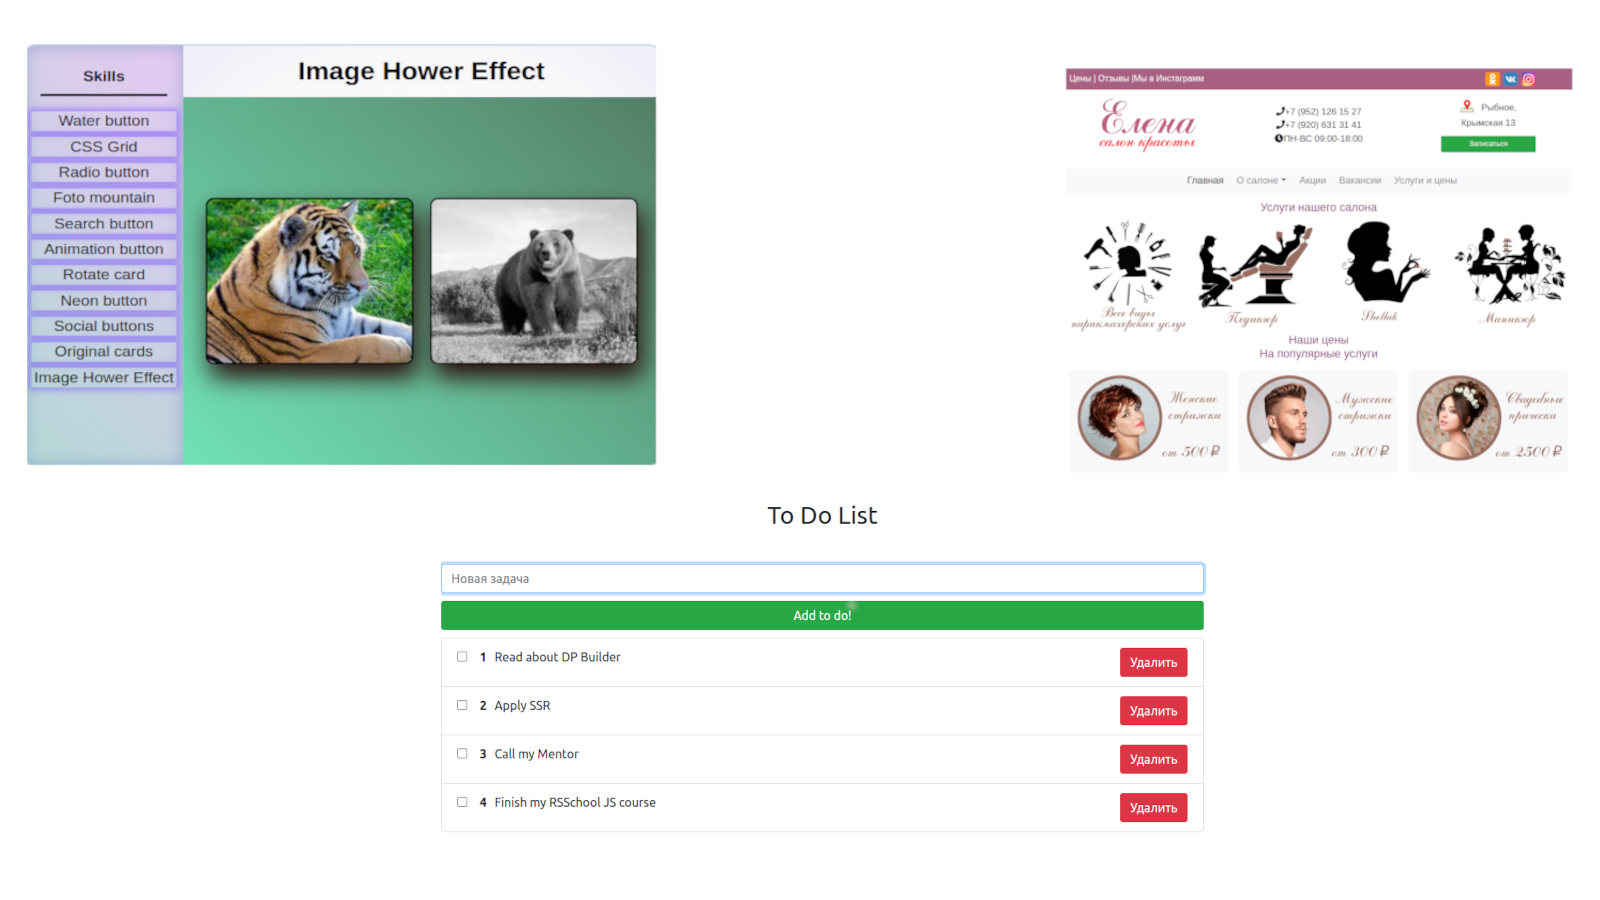 Skills
Water button
CSS Grid
Radio button
Foto mountain
Search button
Animation button
Rotate card
Neon button
Social buttons
Original cards
Image Hower Effect
Image Hower Effect
Цены | Отзывы |Мы в Инстаграмм
Елена
салон красоты
+7 (952) 126 15 27
+7 (920) 631 31 41
ПН-ВС 09:00-18:00
Рыбное,
Крымская 13
Записаться
Главная О салоне Акции Вакансии Услуги и цены
Услуги нашего салона
Все виды
парикмахерских услуг
Педикюр
Shellak
Маникюр
Наши цены
На популярные услуги
Женские
стрижки
от 500 ₽
Мужские
стрижки
от 300 ₽
Свадебные
прически
от 2500 ₽
To Do List
Новая задача
Add to do!
1 Read about DP Builder Удалить
2 Apply SSR Удалить
3 Call my Mentor Удалить
4 Finish my RSSchool JS course Удалить